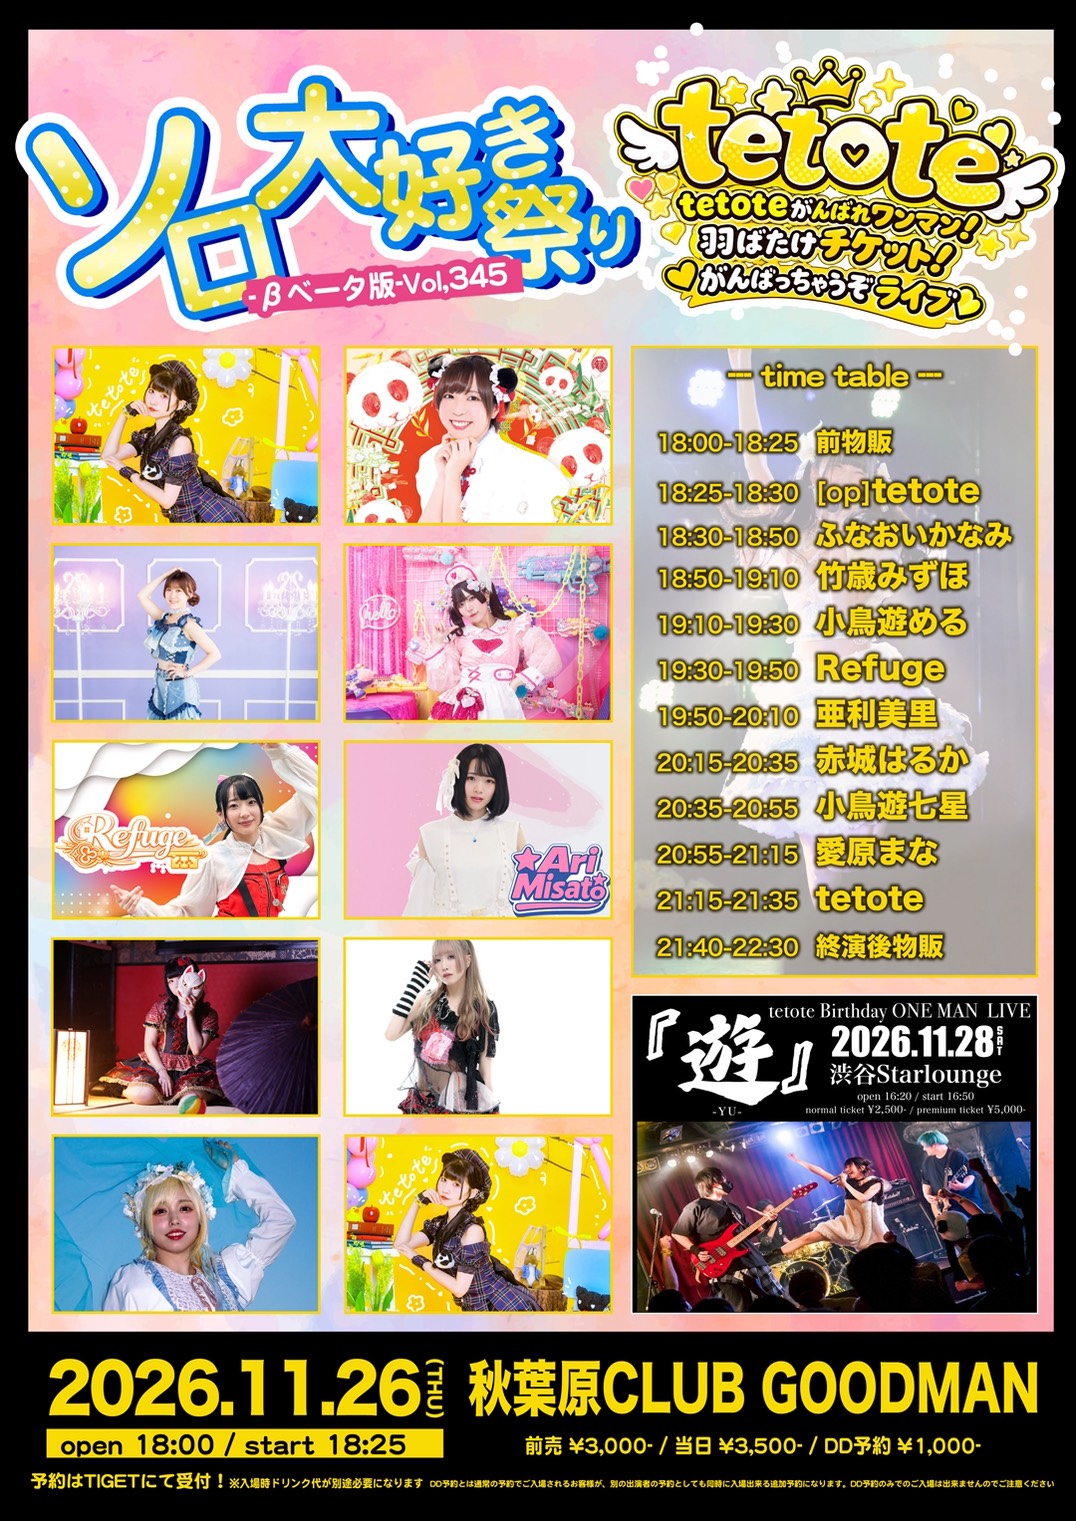 ソロ大好き祭り
-βベータ版-Vol,345
tetote
tetoteがんばれワンマン!
羽ばたけチケット!
がんばっちゃうぞライブ
tetote
hello
Refuge
Ari
Misato
tetote
--- time table ---
18:00-18:25 前物販
18:25-18:30 [op]tetote
18:30-18:50 ふなおいかなみ
18:50-19:10 竹歳みずほ
19:10-19:30 小鳥遊める
19:30-19:50 Refuge
19:50-20:10 亜利美里
20:15-20:35 赤城はるか
20:35-20:55 小鳥遊七星
20:55-21:15 愛原まな
21:15-21:35 tetote
21:40-22:30 終演後物販
tetote Birthday ONE MAN LIVE
『遊』
-YU-
2026.11.28 SAT
渋谷Starlounge
open 16:20 / start 16:50
normal ticket ¥2,500- / premium ticket ¥5,000-
2026.11.26 (THU)
秋葉原CLUB GOODMAN
open 18:00 / start 18:25
前売 ¥3,000- / 当日 ¥3,500- / DD予約 ¥1,000-
予約はTIGETにて受付!※入場時ドリンク代が別途必要になります DD予約とは通常の予約でご入場されるお客様が、別の出演者の予約としても同時に入場出来る追加予約になります。DD予約のみでのご入場は出来ませんのでご注意ください